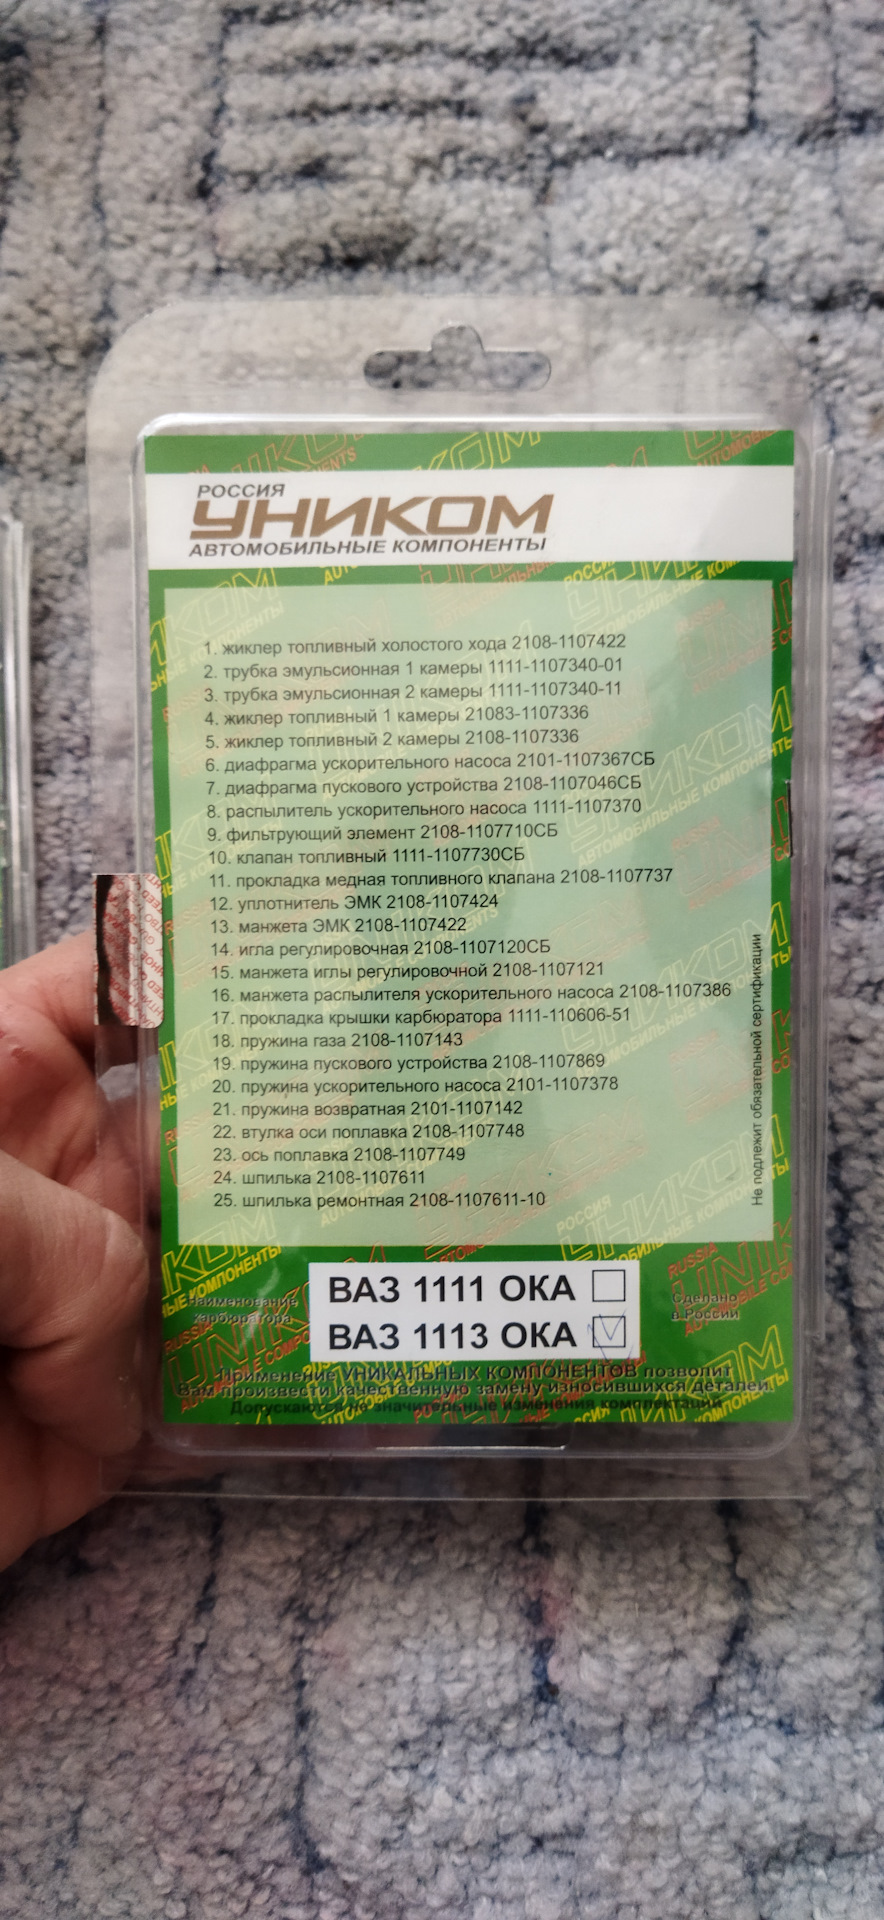 РОССИЯ
УНИКОМ
АВТОМОБИЛЬНЫЕ КОМПОНЕНТЫ
1. жиклер топливный холостого хода 2108-1107422
2. трубка эмульсионная 1 камеры 1111-1107340-01
3. трубка эмульсионная 2 камеры 1111-1107340-11
4. жиклер топливный 1 камеры 21083-1107336
5. жиклер топливный 2 камеры 2108-1107336
6. диафрагма ускорительного насоса 2101-1107367СБ
7. диафрагма пускового устройства 2108-1107046СБ
8. распылитель ускорительного насоса 1111-1107370
9. фильтрующий элемент 2108-1107710СБ
10. клапан топливный 1111-1107730СБ
11. прокладка медная топливного клапана 2108-1107737
12. уплотнитель ЭМК 2108-1107424
13. манжета ЭМК 2108-1107422
14. игла регулировочная 2108-1107120СБ
15. манжета иглы регулировочной 2108-1107121
16. манжета распылителя ускорительного насоса 2108-1107386
17. прокладка крышки карбюратора 1111-110606-51
18. пружина газа 2108-1107143
19. пружина пускового устройства 2108-1107869
20. пружина ускорительного насоса 2101-1107378
21. пружина возвратная 2101-1107142
22. втулка оси поплавка 2108-1107748
23. ось поплавка 2108-1107749
24. шпилька 2108-1107611
25. шпилька ремонтная 2108-1107611-10
Не подлежит обязательной сертификации
Наименование
карбюратора
ВАЗ 1111 ОКА
ВАЗ 1113 ОКА
Сделано
в России
Применение УНИКАЛЬНЫХ КОМПОНЕНТОВ позволит
Вам произвести качественную замену износившихся деталей
Допускаются не значительные изменения комплектации